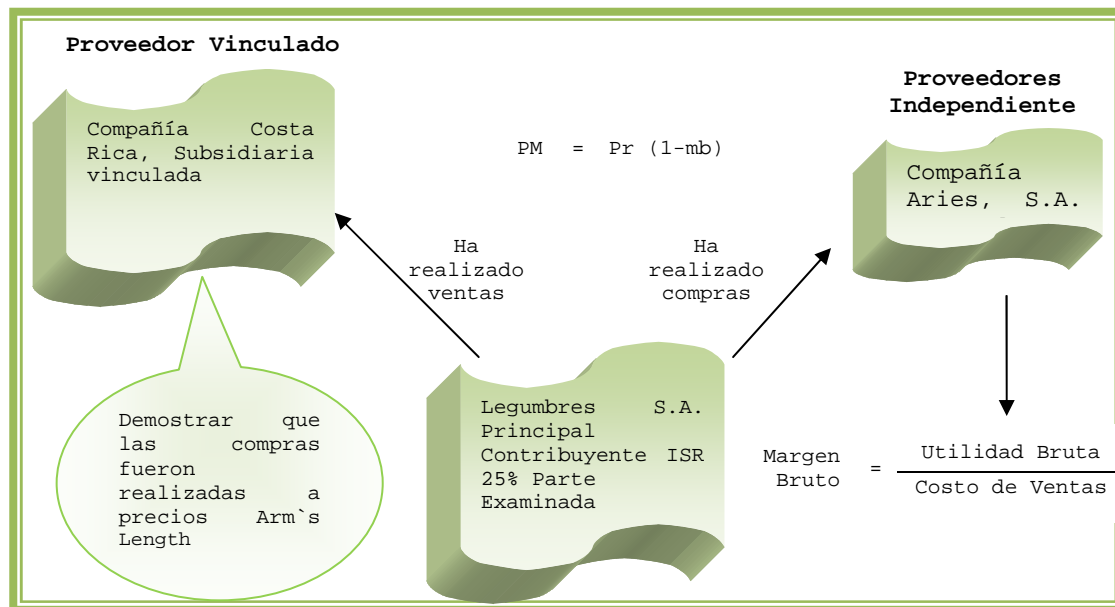 Proveedor Vinculado
Proveedores
Independiente
Compañía Costa
Rica, Subsidiaria
vinculada
PM = Pr (1-mb)
Compañía
Aries, S.A.
Ha
realizado
ventas
Ha
realizado
compras
Demostrar que
las compras
fueron
realizadas a
precios Arm`s
Length
Legumbres S.A.
Principal
Contribuyente ISR
25% Parte
Examinada
Margen
Bruto
=
Utilidad Bruta
Costo de Ventas